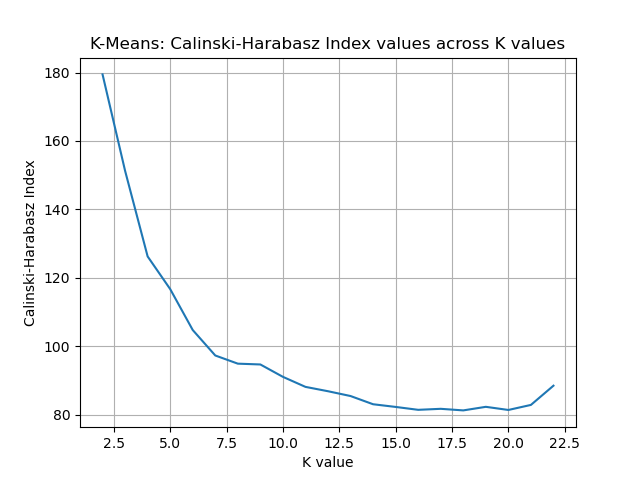 K-Means: Calinski-Harabasz Index values across K values
180
160
140
120
100
80
Calinski-Harabasz Index
2.5 5.0 7.5 10.0 12.5 15.0 17.5 20.0 22.5
K value